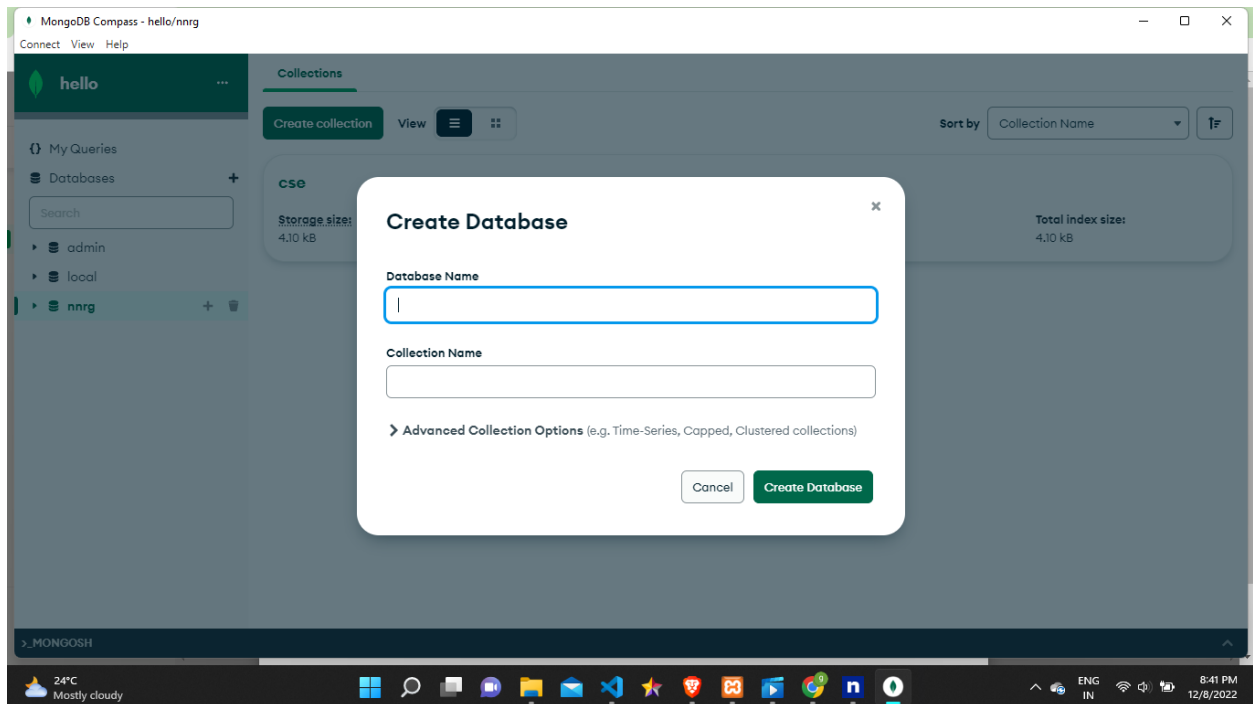 MongoDB Compass - hello/nnrg
Connect View Help
hello
...
Collections
Create collection
View
Sort by
Collection Name
{} My Queries
Databases
+
Search
admin
local
nnrg
+
cse
Storage size:
4.10 kB
Total index size:
4.10 kB
Create Database
Database Name
Collection Name
Advanced Collection Options (e.g. Time-Series, Capped, Clustered collections)
Cancel
Create Database
>_MONGOSH
24°C
Mostly cloudy
9
n
ENG
IN
8:41 PM
12/8/2022